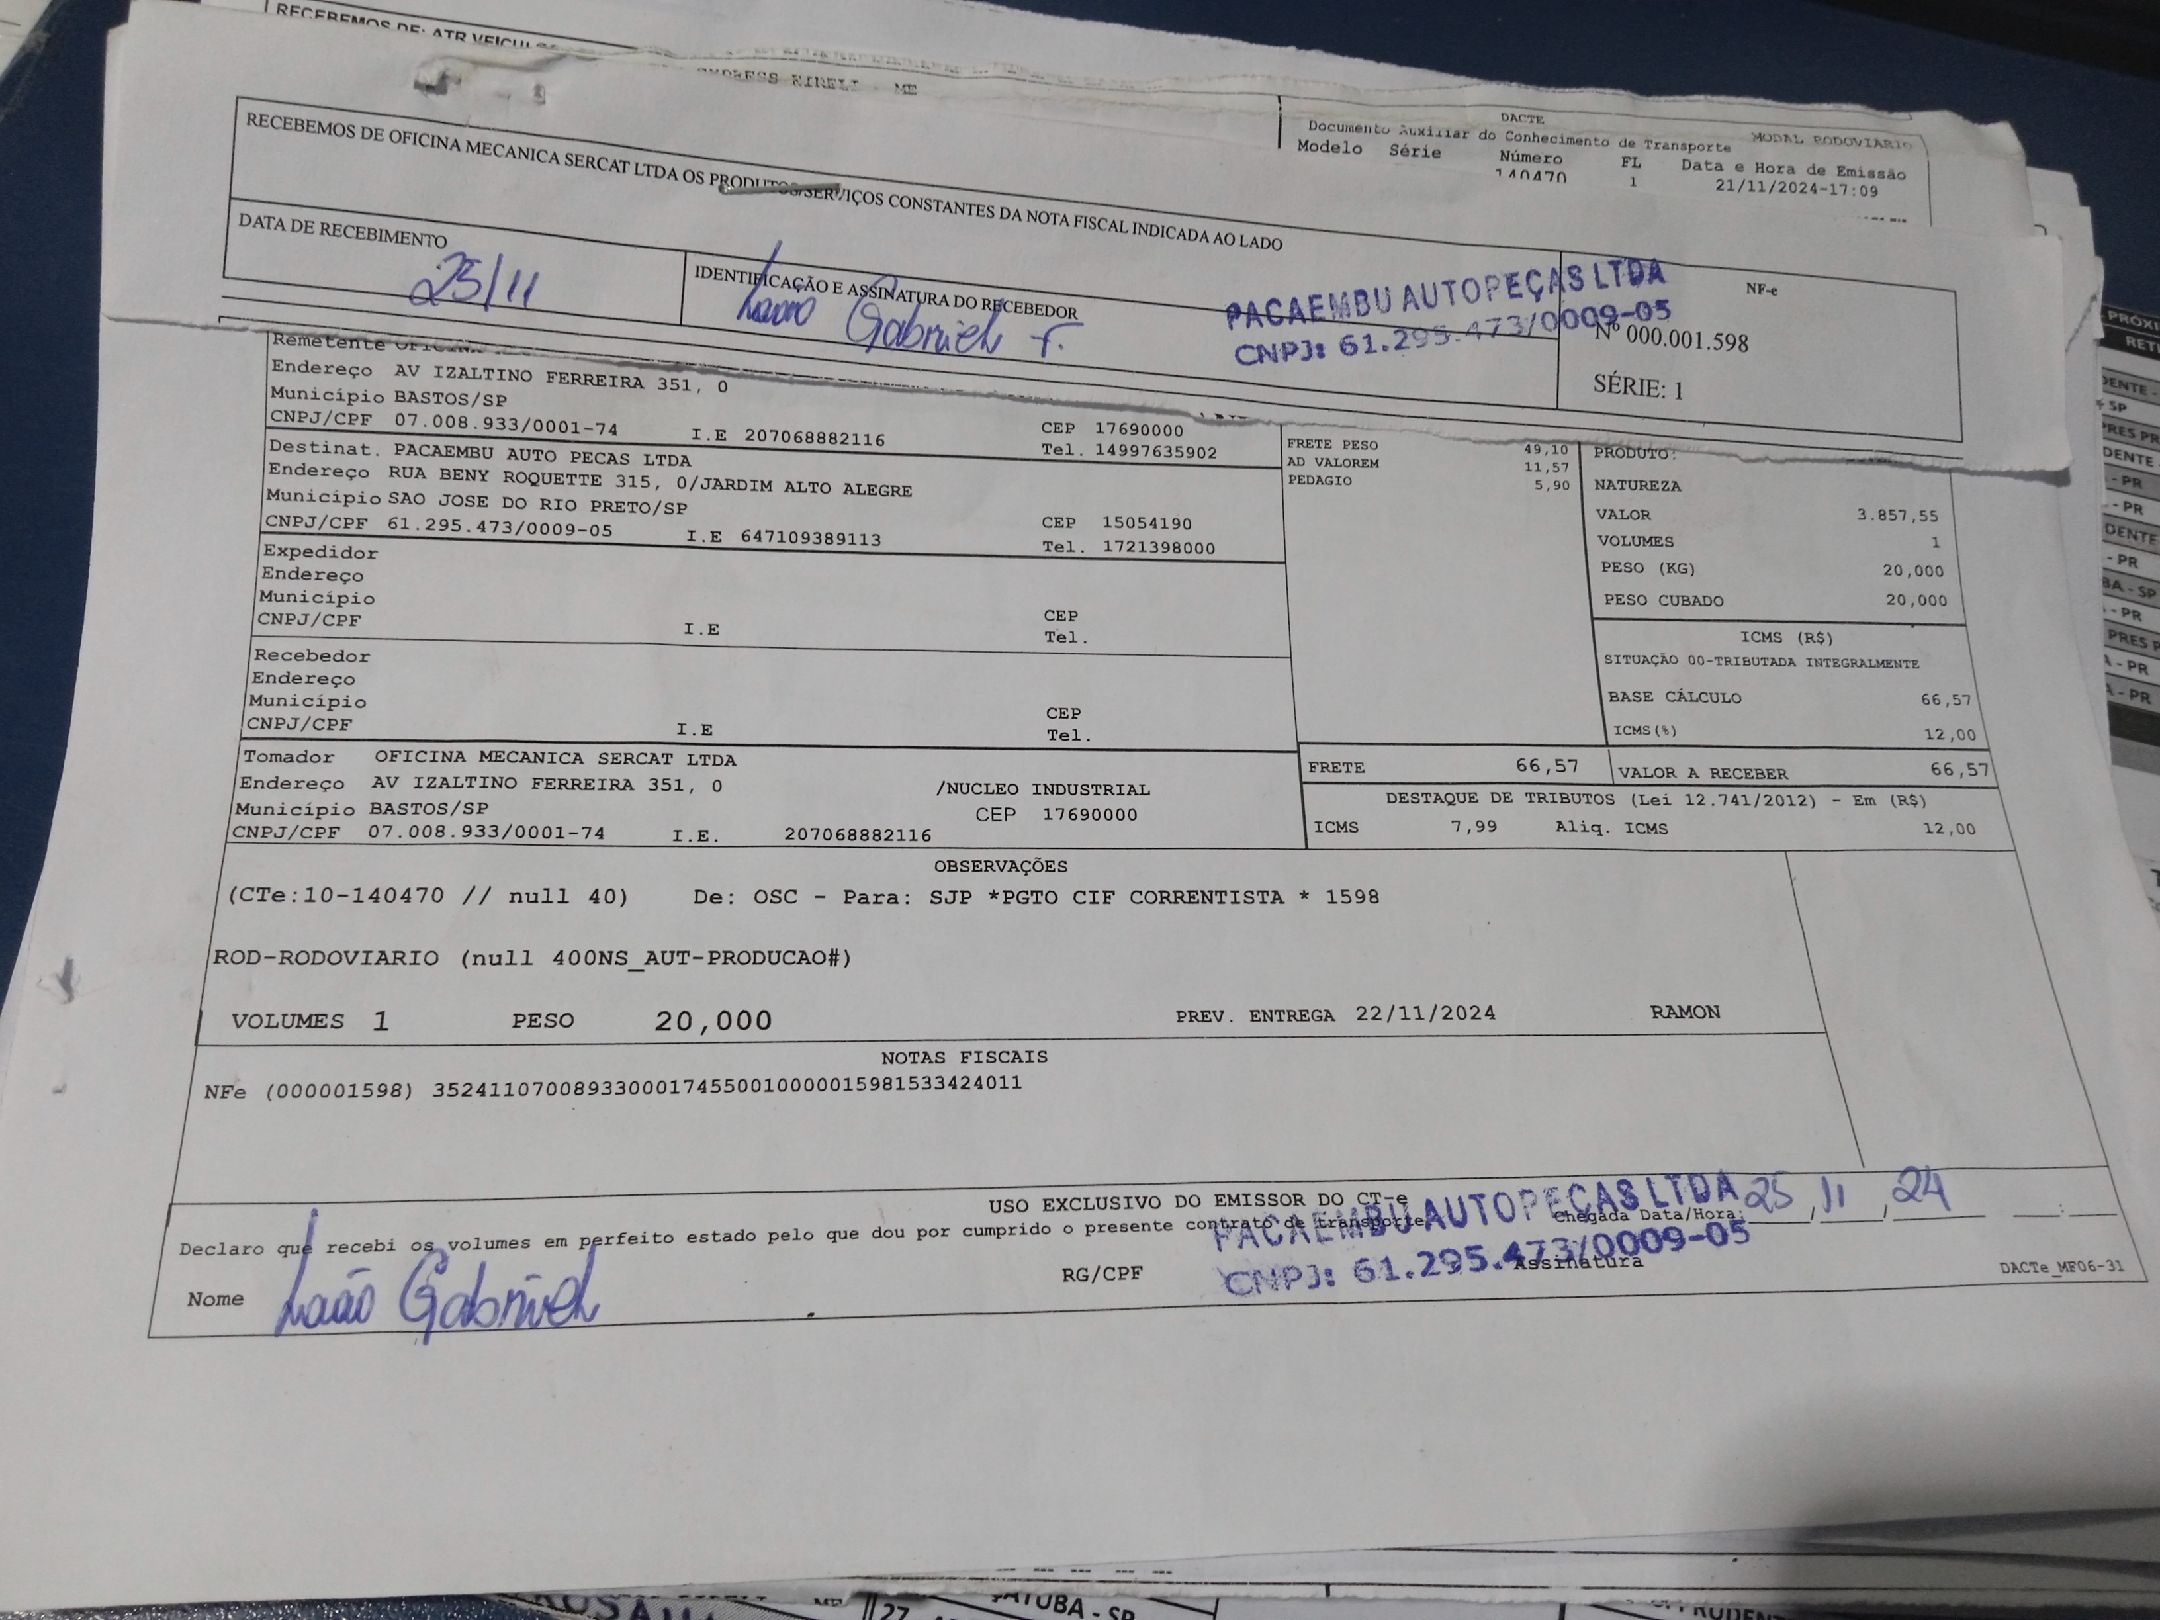 RECEBEMOS DE: ATR VEICUL
EXPRESS EIRELI - ME
DACTE
MODAL RODOVIARIO
Documento Auxiliar do Conhecimento de Transporte
Modelo Série Número FL Data e Hora de Emissão
140470 1 21/11/2024-17:09
RECEBEMOS DE OFICINA MECANICA SERCAT LTDA OS PRODUTOS/SERVIÇOS CONSTANTES DA NOTA FISCAL INDICADA AO LADO
DATA DE RECEBIMENTO
25/11
IDENTIFICAÇÃO E ASSINATURA DO RECEBEDOR
Gabriel
PACAEMBU AUTOPEÇAS LTDA
CNPJ: 61.295.473/0009-05
NF-e
Nº 000.001.598
SÉRIE: 1
Remetente OFICINA
Endereço AV IZALTINO FERREIRA 351, 0
Município BASTOS/SP
CNPJ/CPF 07.008.933/0001-74 I.E 207068882116
CEP 17690000
Tel. 14997635902
Destinat. PACAEMBU AUTO PECAS LTDA
Endereço RUA BENY ROQUETTE 315, 0/JARDIM ALTO ALEGRE
Município SAO JOSE DO RIO PRETO/SP
CNPJ/CPF 61.295.473/0009-05 I.E 647109389113
CEP 15054190
Tel. 1721398000
Expedidor
Endereço
Município
CNPJ/CPF I.E
CEP
Tel.
Recebedor
Endereço
Município
CNPJ/CPF I.E
CEP
Tel.
Tomador OFICINA MECANICA SERCAT LTDA
Endereço AV IZALTINO FERREIRA 351, 0 /NUCLEO INDUSTRIAL
Município BASTOS/SP CEP 17690000
CNPJ/CPF 07.008.933/0001-74 I.E. 207068882116
FRETE PESO 49,10
AD VALOREM 11,57
PEDAGIO 5,90
PRODUTO:
NATUREZA
VALOR 3.857,55
VOLUMES 1
PESO (KG) 20,000
PESO CUBADO 20,000
ICMS (R$)
SITUAÇÃO 00-TRIBUTADA INTEGRALMENTE
BASE CÁLCULO 66,57
ICMS(%) 12,00
FRETE 66,57 VALOR A RECEBER 66,57
DESTAQUE DE TRIBUTOS (Lei 12.741/2012) - Em (R$)
ICMS 7,99 Aliq. ICMS 12,00
OBSERVAÇÕES
(CTe:10-140470 // null 40) De: OSC - Para: SJP *PGTO CIF CORRENTISTA * 1598
ROD-RODOVIARIO (null 400NS_AUT-PRODUCAO#)
VOLUMES 1 PESO 20,000 PREV. ENTREGA 22/11/2024 RAMON
NOTAS FISCAIS
NFe (000001598) 35241107008933000174550010000015981533424011
USO EXCLUSIVO DO EMISSOR DO CT-e
Declaro que recebi os volumes em perfeito estado pelo que dou por cumprido o presente contrato de transporte
Chegada Data/Hora: 25/11/24 :
PACAEMBU AUTOPEÇAS LTDA
CNPJ: 61.295.473/0009-05
Nome Gabriel
RG/CPF
Assinatura
DACTe_MF06-31